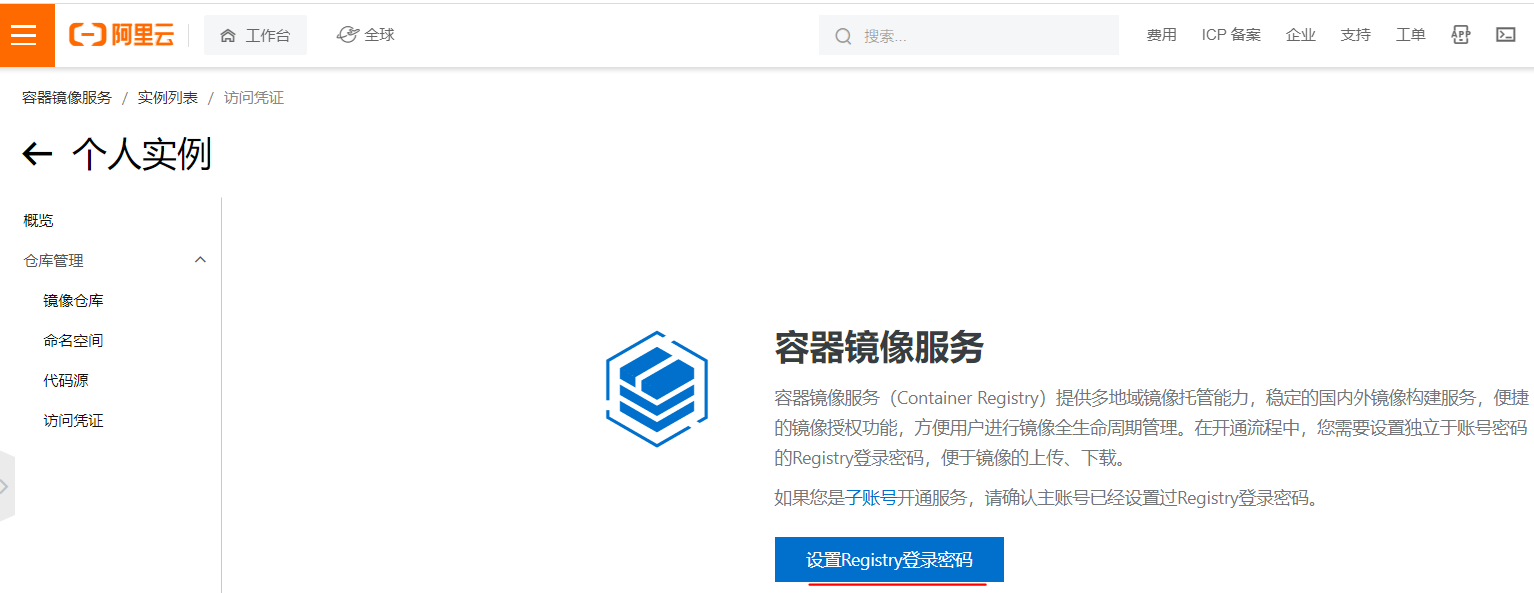 阿里云 工作台 全球 搜索... 费用 ICP 备案 企业 支持 工单 APP
容器镜像服务 / 实例列表 / 访问凭证
个人实例
概览
仓库管理
镜像仓库
命名空间
代码源
访问凭证
容器镜像服务
容器镜像服务（Container Registry）提供多地域镜像托管能力，稳定的国内外镜像构建服务，便捷
的镜像授权功能，方便用户进行镜像全生命周期管理。在开通流程中，您需要设置独立于账号密码
的Registry登录密码，便于镜像的上传、下载。
如果您是子账号开通服务，请确认主账号已经设置过Registry登录密码。
设置Registry登录密码